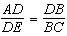 AD/DE = DB/BC